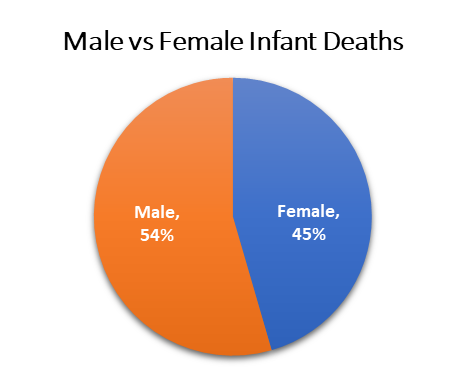 Male vs Female Infant Deaths
Male,
54%
Female,
45%